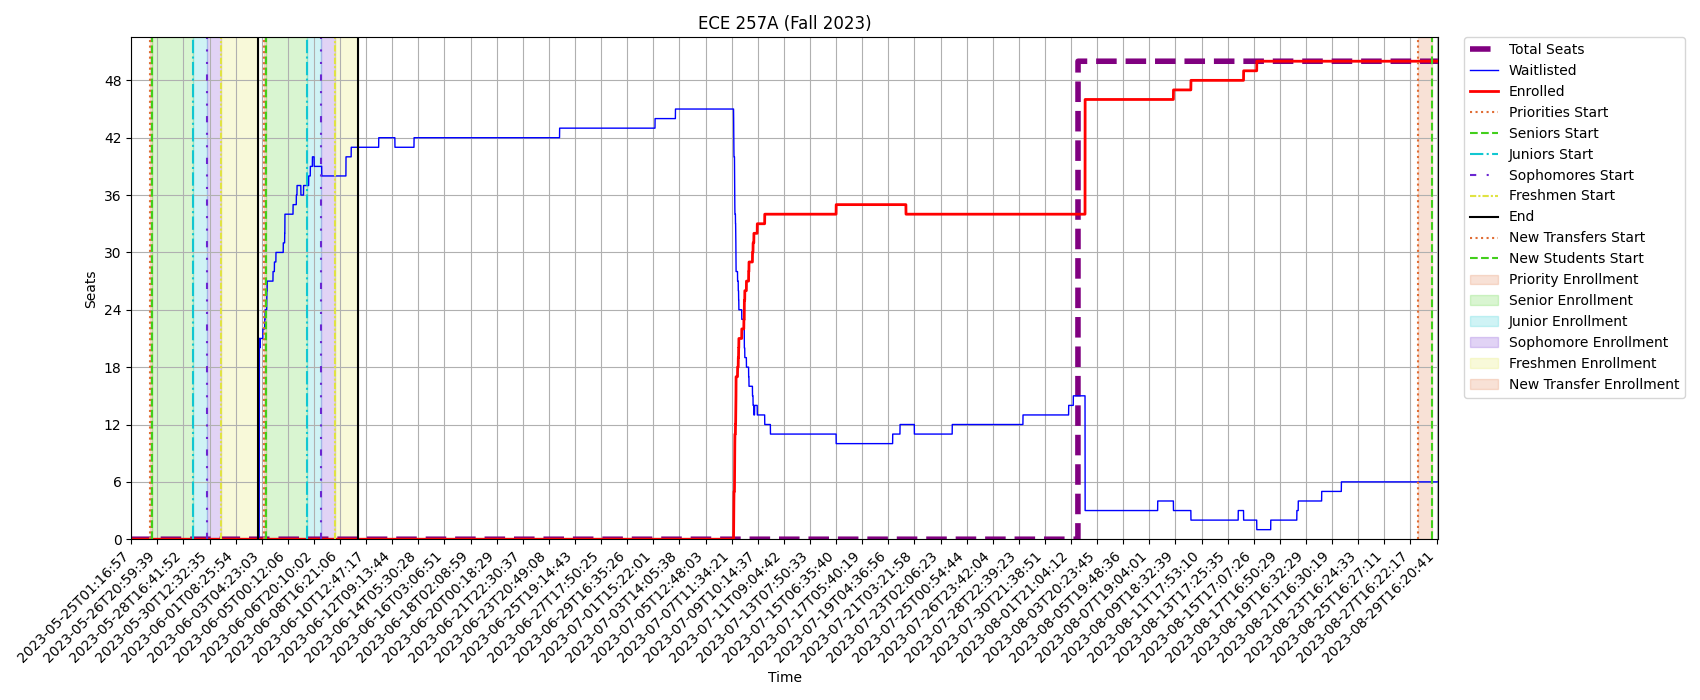 ECE 257A (Fall 2023)
Seats
48
42
36
30
24
18
12
6
0
2023-05-25T01:16:57
2023-05-26T20:59:39
2023-05-28T16:41:52
2023-05-30T12:32:35
2023-06-01T08:25:54
2023-06-03T04:23:03
2023-06-05T00:12:06
2023-06-06T20:10:02
2023-06-08T16:21:06
2023-06-10T12:47:17
2023-06-12T09:13:44
2023-06-14T05:30:28
2023-06-16T03:06:51
2023-06-18T02:08:59
2023-06-20T00:18:29
2023-06-21T22:30:37
2023-06-23T20:49:08
2023-06-25T19:14:43
2023-06-27T17:50:25
2023-06-29T16:35:26
2023-07-01T15:22:01
2023-07-03T14:05:38
2023-07-05T12:48:03
2023-07-07T11:34:21
2023-07-09T10:14:37
2023-07-11T09:04:42
2023-07-13T07:50:33
2023-07-15T06:35:40
2023-07-17T05:40:19
2023-07-19T04:36:56
2023-07-21T03:21:58
2023-07-23T02:06:23
2023-07-25T00:54:44
2023-07-26T23:42:04
2023-07-28T22:39:23
2023-07-30T21:38:51
2023-08-01T21:04:12
2023-08-03T20:23:45
2023-08-05T19:48:36
2023-08-07T19:04:01
2023-08-09T18:32:39
2023-08-11T17:53:10
2023-08-13T17:25:35
2023-08-15T17:07:26
2023-08-17T16:50:29
2023-08-19T16:32:29
2023-08-21T16:30:19
2023-08-23T16:24:33
2023-08-25T16:27:11
2023-08-27T16:22:17
2023-08-29T16:20:41
Time
Total Seats
Waitlisted
Enrolled
Priorities Start
Seniors Start
Juniors Start
Sophomores Start
Freshmen Start
End
New Transfers Start
New Students Start
Priority Enrollment
Senior Enrollment
Junior Enrollment
Sophomore Enrollment
Freshmen Enrollment
New Transfer Enrollment